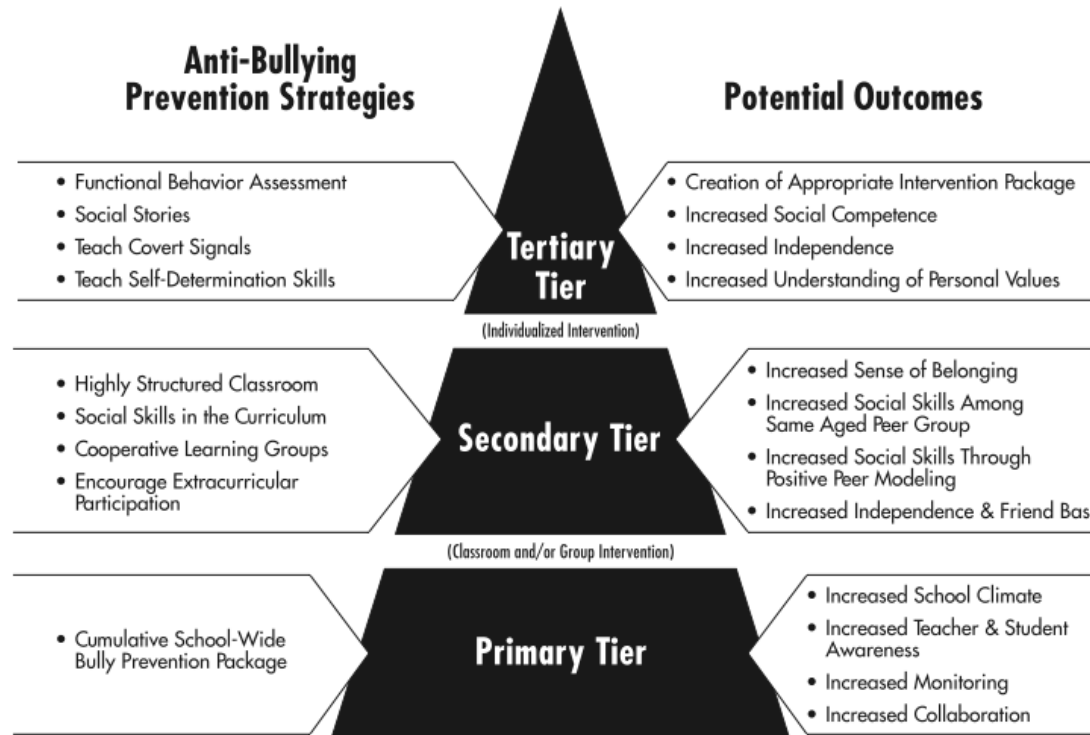 Anti-Bullying
Prevention Strategies
Potential Outcomes
• Functional Behavior Assessment
• Social Stories
• Teach Covert Signals
• Teach Self-Determination Skills
Tertiary
Tier
• Creation of Appropriate Intervention Package
• Increased Social Competence
• Increased Independence
• Increased Understanding of Personal Values
(Individualized Intervention)
• Highly Structured Classroom
• Social Skills in the Curriculum
• Cooperative Learning Groups
• Encourage Extracurricular
Participation
Secondary Tier
• Increased Sense of Belonging
• Increased Social Skills Among
Same Aged Peer Group
• Increased Social Skills Through
Positive Peer Modeling
• Increased Independence & Friend Bas
(Classroom and/or Group Intervention)
• Cumulative School-Wide
Bully Prevention Package
Primary Tier
• Increased School Climate
• Increased Teacher & Student
Awareness
• Increased Monitoring
• Increased Collaboration